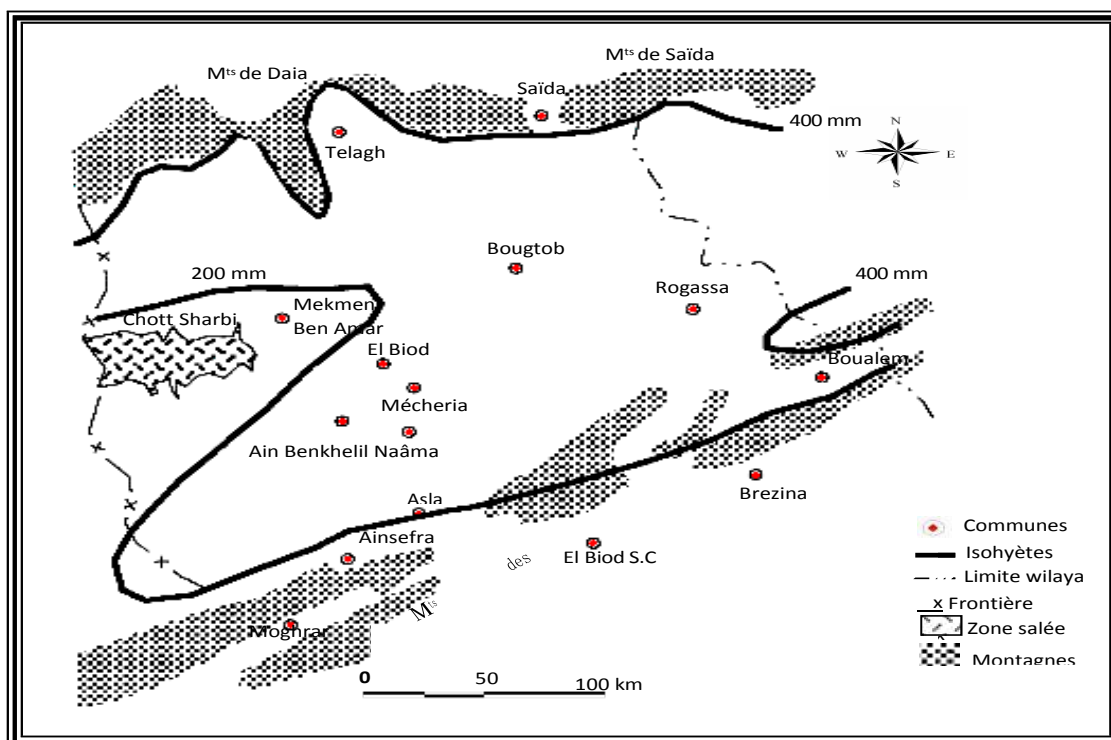 Mts de Saïda
Mts de Daia
Saïda
400 mm
N
W E
S
Telagh
Bougtob
200 mm
400 mm
Rogassa
Mekmen
Ben Amar
Chott Sharbi
El Biod
Boualem
Mécheria
Ain Benkhelil Naâma
Brezina
Asla
Ainsefra
des
El Biod S.C
Mts
Moghrar
Communes
Isohyètes
Limite wilaya
x Frontière
Zone salée
Montagnes
0 50 100 km